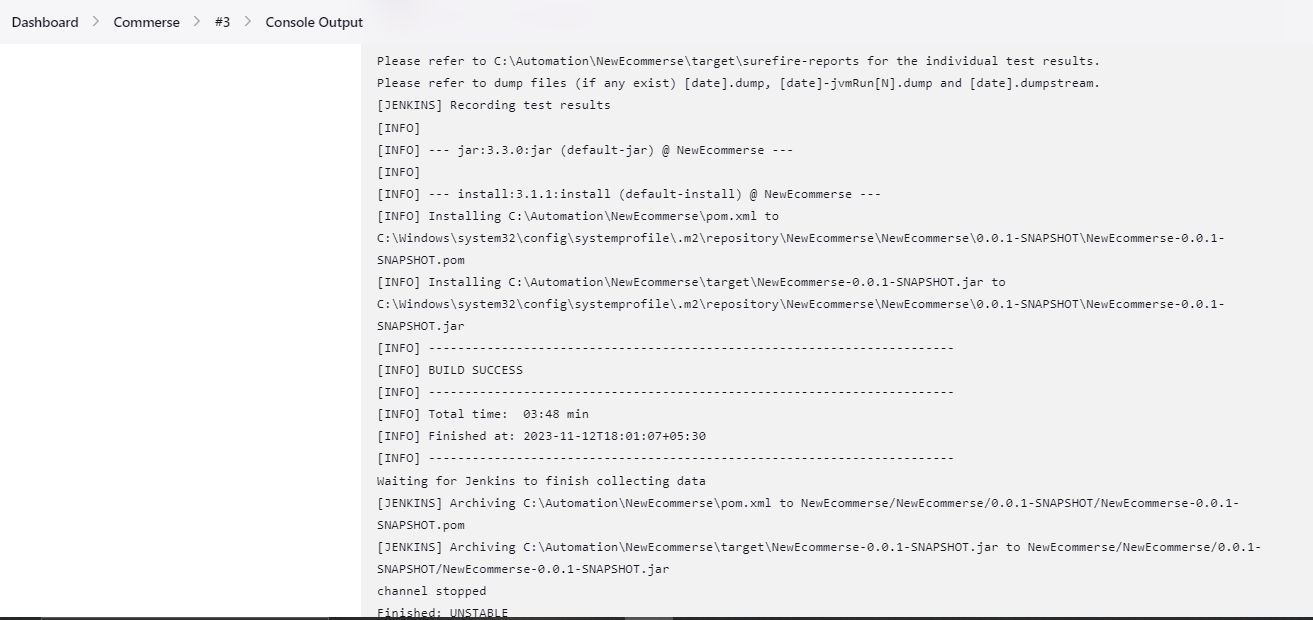 Dashboard > Commerse > #3 > Console Output
Please refer to C:\Automation\NewEcommerse\target\surefire-reports for the individual test results.
Please refer to dump files (if any exist) [date].dump, [date]-jvmRun[N].dump and [date].dumpstream.
[JENKINS] Recording test results
[INFO]
[INFO] --- jar:3.3.0:jar (default-jar) @ NewEcommerse ---
[INFO]
[INFO] --- install:3.1.1:install (default-install) @ NewEcommerse ---
[INFO] Installing C:\Automation\NewEcommerse\pom.xml to
C:\Windows\system32\config\systemprofile\.m2\repository\NewEcommerse\NewEcommerse\0.0.1-SNAPSHOT\NewEcommerse-0.0.1-
SNAPSHOT.pom
[INFO] Installing C:\Automation\NewEcommerse\target\NewEcommerse-0.0.1-SNAPSHOT.jar to
C:\Windows\system32\config\systemprofile\.m2\repository\NewEcommerse\NewEcommerse\0.0.1-SNAPSHOT\NewEcommerse-0.0.1-
SNAPSHOT.jar
[INFO] ------------------------------------------------------------------------
[INFO] BUILD SUCCESS
[INFO] ------------------------------------------------------------------------
[INFO] Total time:  03:48 min
[INFO] Finished at: 2023-11-12T18:01:07+05:30
[INFO] ------------------------------------------------------------------------
Waiting for Jenkins to finish collecting data
[JENKINS] Archiving C:\Automation\NewEcommerse\pom.xml to NewEcommerse/NewEcommerse/0.0.1-SNAPSHOT/NewEcommerse-0.0.1-
SNAPSHOT.pom
[JENKINS] Archiving C:\Automation\NewEcommerse\target\NewEcommerse-0.0.1-SNAPSHOT.jar to NewEcommerse/NewEcommerse/0.0.1-
SNAPSHOT/NewEcommerse-0.0.1-SNAPSHOT.jar
channel stopped
Finished: UNSTABLE